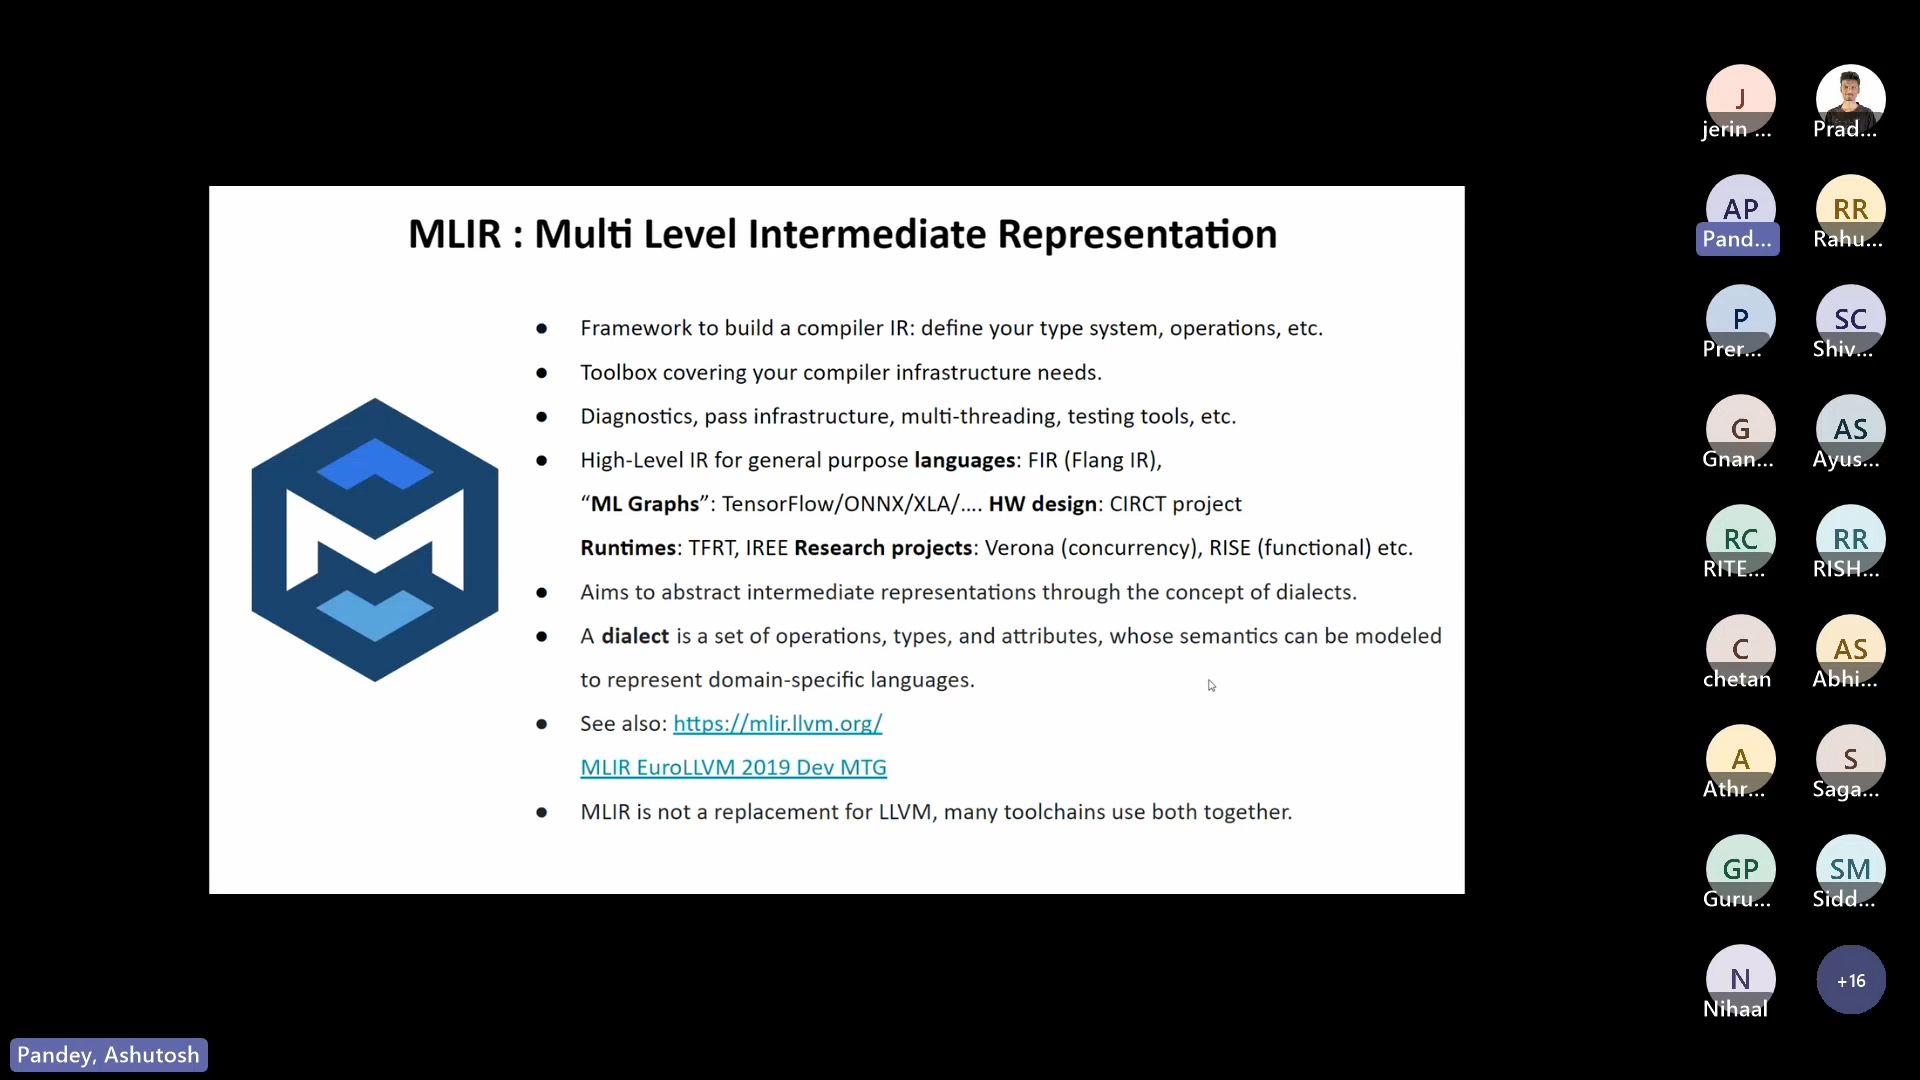 MLIR : Multi Level Intermediate Representation
● Framework to build a compiler IR: define your type system, operations, etc.
● Toolbox covering your compiler infrastructure needs.
● Diagnostics, pass infrastructure, multi-threading, testing tools, etc.
● High-Level IR for general purpose languages: FIR (Flang IR),
“ML Graphs”: TensorFlow/ONNX/XLA/.... HW design: CIRCT project
Runtimes: TFRT, IREE Research projects: Verona (concurrency), RISE (functional) etc.
● Aims to abstract intermediate representations through the concept of dialects.
● A dialect is a set of operations, types, and attributes, whose semantics can be modeled
to represent domain-specific languages.
● See also: https://mlir.llvm.org/
MLIR EuroLLVM 2019 Dev MTG
● MLIR is not a replacement for LLVM, many toolchains use both together.
J
jerin ...
Prad...
AP
Pand...
RR
Rahu...
P
Prer...
SC
Shiv...
G
Gnan...
AS
Ayus...
RC
RITE...
RR
RISH...
C
chetan
AS
Abhi...
A
Athr...
S
Saga...
GP
Guru...
SM
Sidd...
N
Nihaal
+16
Pandey, Ashutosh